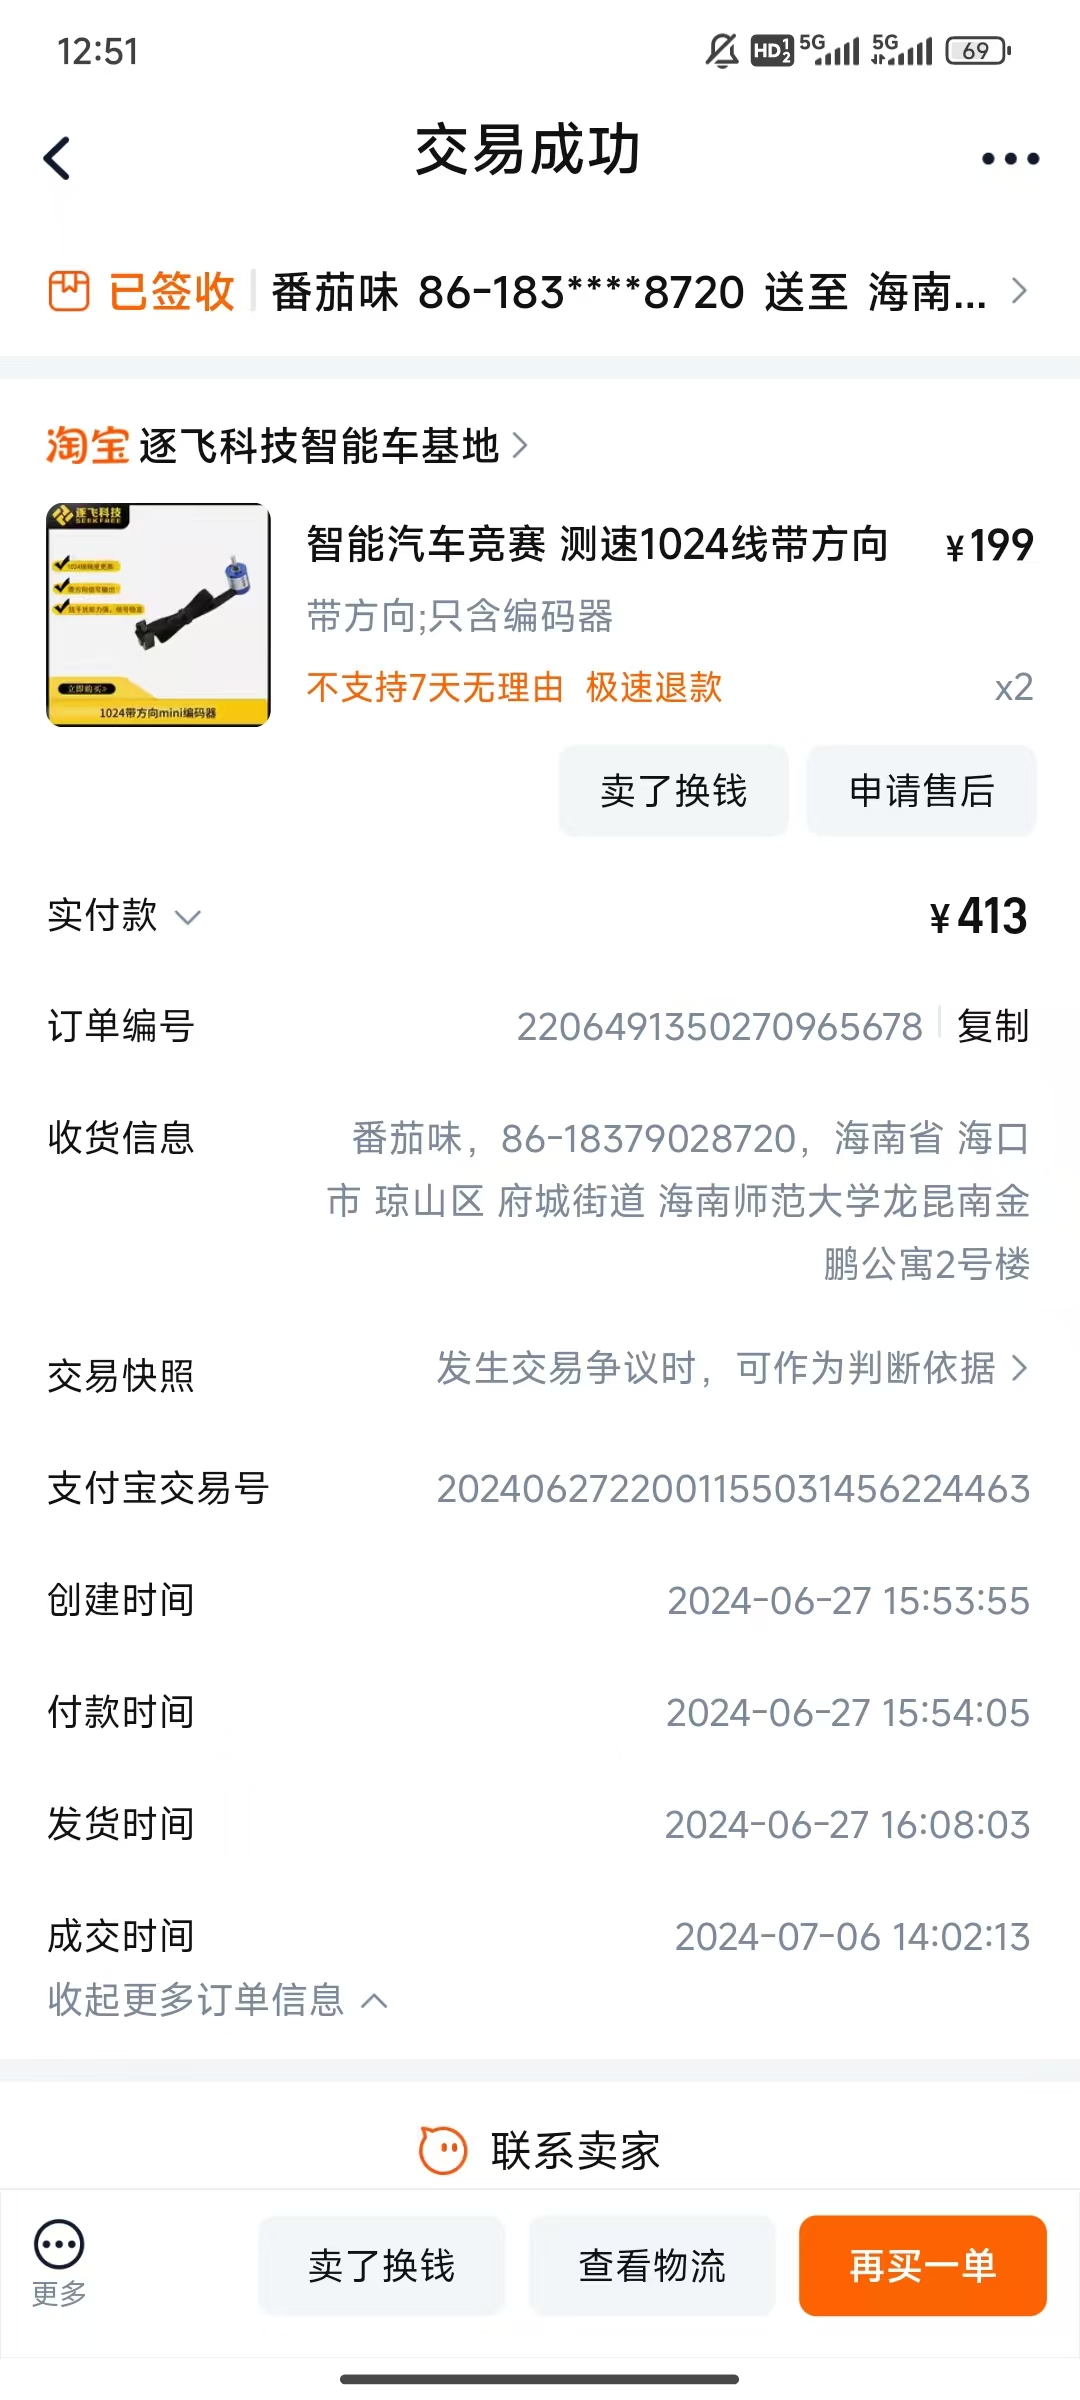 12:51
HD 1 2 5G 5G 69
交易成功
已签收 番茄味 86-183****8720 送至 海南...
淘宝 逐飞科技智能车基地
逐飞科技
SEEKFREE
立即购买>
1024带方向mini编码器
智能汽车竞赛 测速1024线带方向 ¥199
带方向;只含编码器
不支持7天无理由 极速退款 x2
卖了换钱 申请售后
实付款 ¥413
订单编号 2206491350270965678 复制
收货信息 番茄味，86-18379028720，海南省 海口
市 琼山区 府城街道 海南师范大学龙昆南金
鹏公寓2号楼
交易快照 发生交易争议时，可作为判断依据
支付宝交易号 2024062722001155031456224463
创建时间 2024-06-27 15:53:55
付款时间 2024-06-27 15:54:05
发货时间 2024-06-27 16:08:03
成交时间 2024-07-06 14:02:13
收起更多订单信息
联系卖家
更多 卖了换钱 查看物流 再买一单